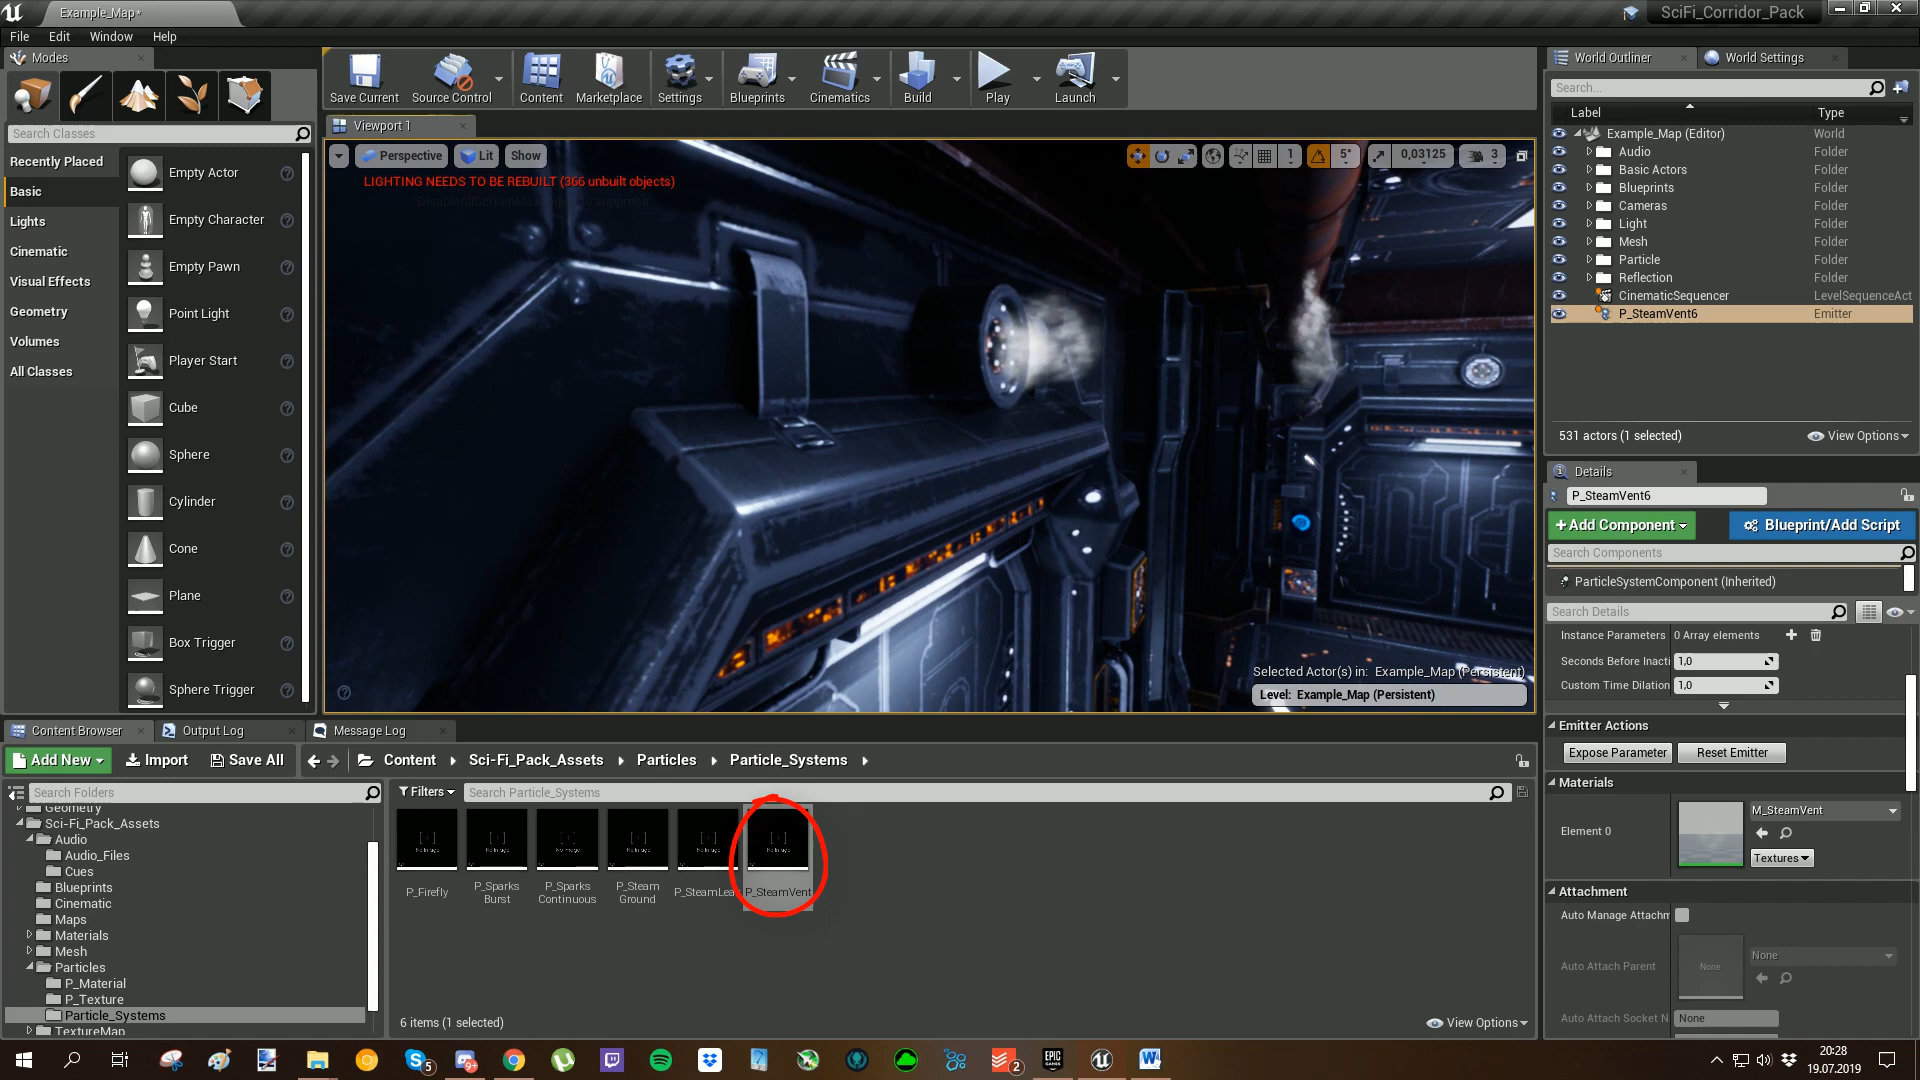 Example_Map*
SciFi_Corridor_Pack
File Edit Window Help
Modes
Search Classes
Recently Placed
Basic
Lights
Cinematic
Visual Effects
Geometry
Volumes
All Classes
Empty Actor
Empty Character
Empty Pawn
Point Light
Player Start
Cube
Sphere
Cylinder
Cone
Plane
Box Trigger
Sphere Trigger
Save Current
Source Control
Content
Marketplace
Settings
Blueprints
Cinematics
Build
Play
Launch
Viewport 1
Perspective Lit Show
1 5° 0,03125 3
LIGHTING NEEDS TO BE REBUILT (366 unbuilt objects)
Selected Actor(s) in: Example_Map (Persistent)
Level: Example_Map (Persistent)
World Outliner World Settings
Search...
Label Type
Example_Map (Editor) World
Audio Folder
Basic Actors Folder
Blueprints Folder
Cameras Folder
Light Folder
Mesh Folder
Particle Folder
Reflection Folder
CinematicSequencer LevelSequenceAct
P_SteamVent6 Emitter
531 actors (1 selected) View Options
Details
P_SteamVent6
+Add Component Blueprint/Add Script
Search Components
ParticleSystemComponent (Inherited)
Search Details
Instance Parameters 0 Array elements
Seconds Before Inacti 1,0
Custom Time Dilation 1,0
Emitter Actions
Expose Parameter Reset Emitter
Materials
Element 0 M_SteamVent
Textures
Attachment
Auto Manage Attachm
Auto Attach Parent None None
Auto Attach Socket N None
Content Browser Output Log Message Log
Add New Import Save All Content Sci-Fi_Pack_Assets Particles Particle_Systems
Search Folders
Geometry
Sci-Fi_Pack_Assets
Audio
Audio_Files
Cues
Blueprints
Cinematic
Maps
Materials
Mesh
Particles
P_Material
P_Texture
Particle_Systems
TextureMap
Filters Search Particle_Systems
P_Firefly
P_Sparks Burst
P_Sparks Continuous
P_Steam Ground
P_SteamLea
P_SteamVent
6 items (1 selected) View Options
5 9+ 2 EPIC GAMES
20:28
19.07.2019